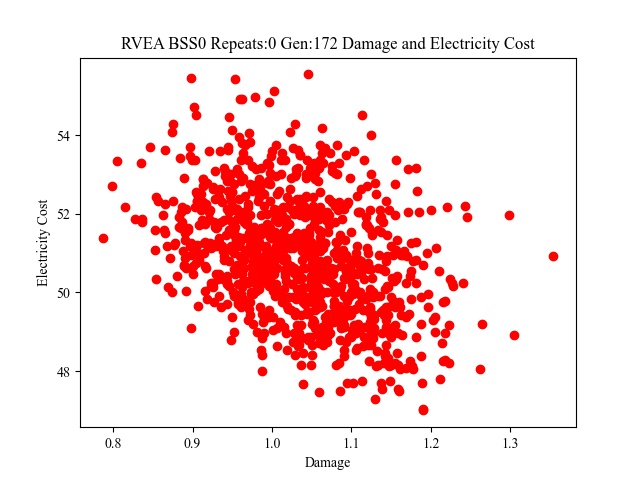 RVEA BSS0 Repeats:0 Gen:172 Damage and Electricity Cost
Electricity Cost
54
52
50
48
0.8 0.9 1.0 1.1 1.2 1.3
Damage